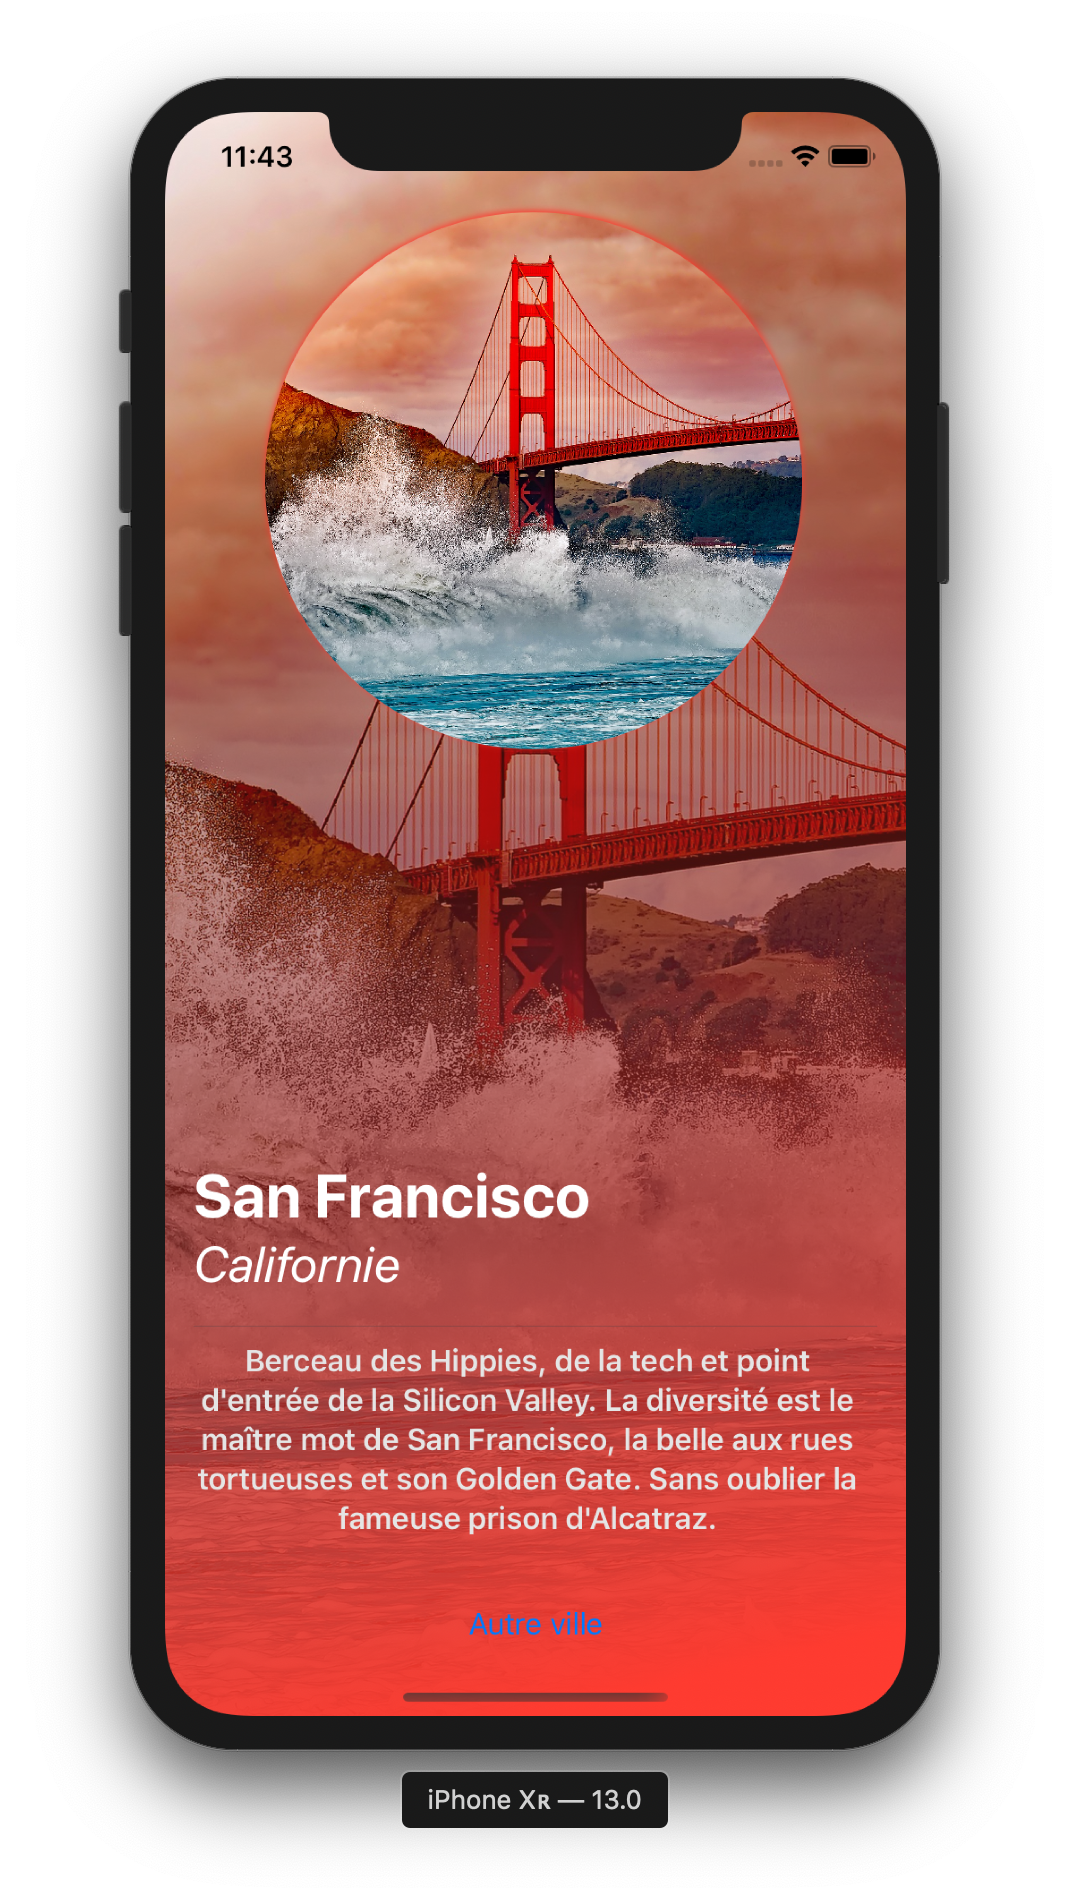 11:43
San Francisco
Californie
Berceau des Hippies, de la tech et point
d'entrée de la Silicon Valley. La diversité est le
maître mot de San Francisco, la belle aux rues
tortueuses et son Golden Gate. Sans oublier la
fameuse prison d'Alcatraz.
Autre ville
iPhone Xʀ — 13.0